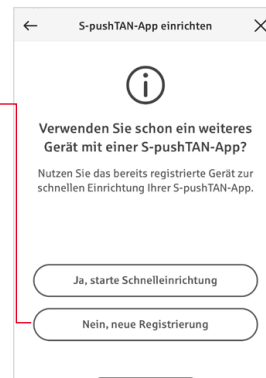 S-pushTAN-App einrichten
Verwenden Sie schon ein weiteres
Gerät mit einer S-pushTAN-App?
Nutzen Sie das bereits registrierte Gerät zur
schnellen Einrichtung Ihrer S-pushTAN-App.
Ja, starte Schnelleinrichtung
Nein, neue Registrierung